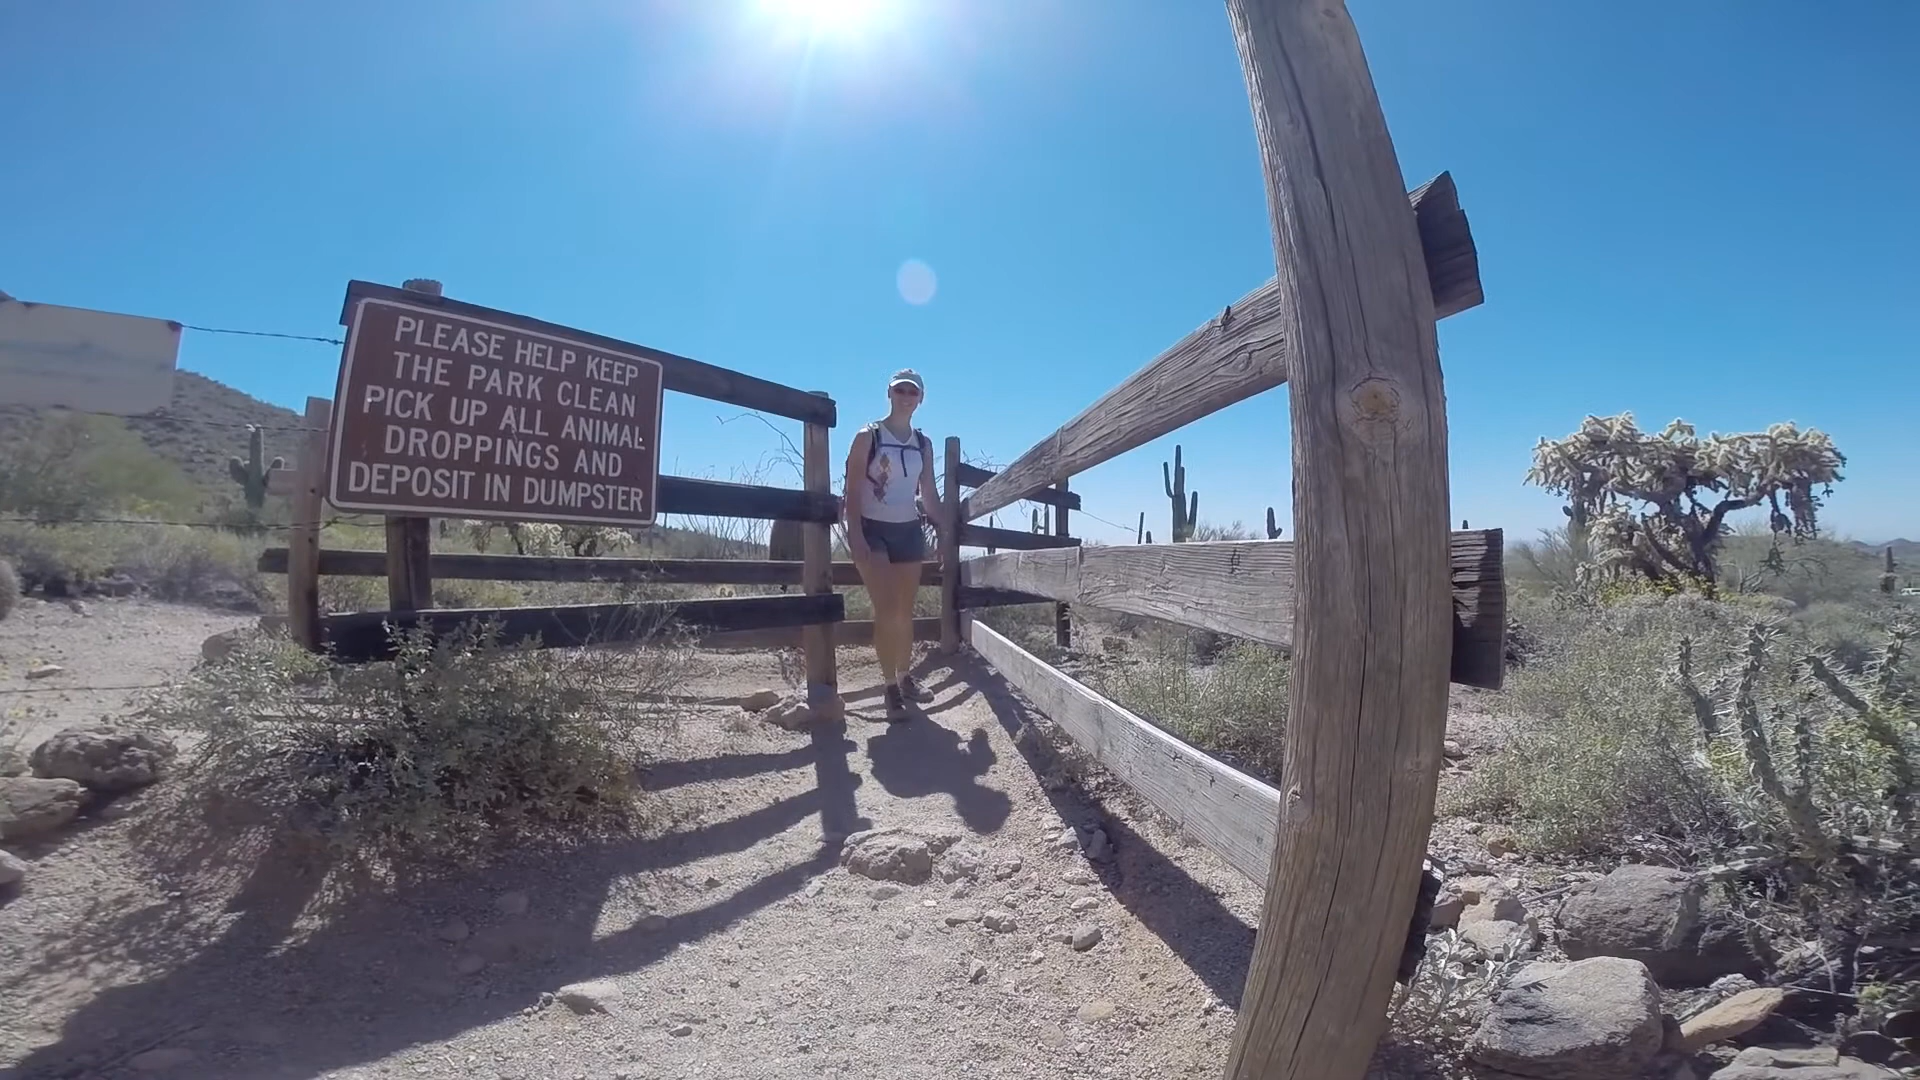 PLEASE HELP KEEP
THE PARK CLEAN
PICK UP ALL ANIMAL
DROPPINGS AND
DEPOSIT IN DUMPSTER